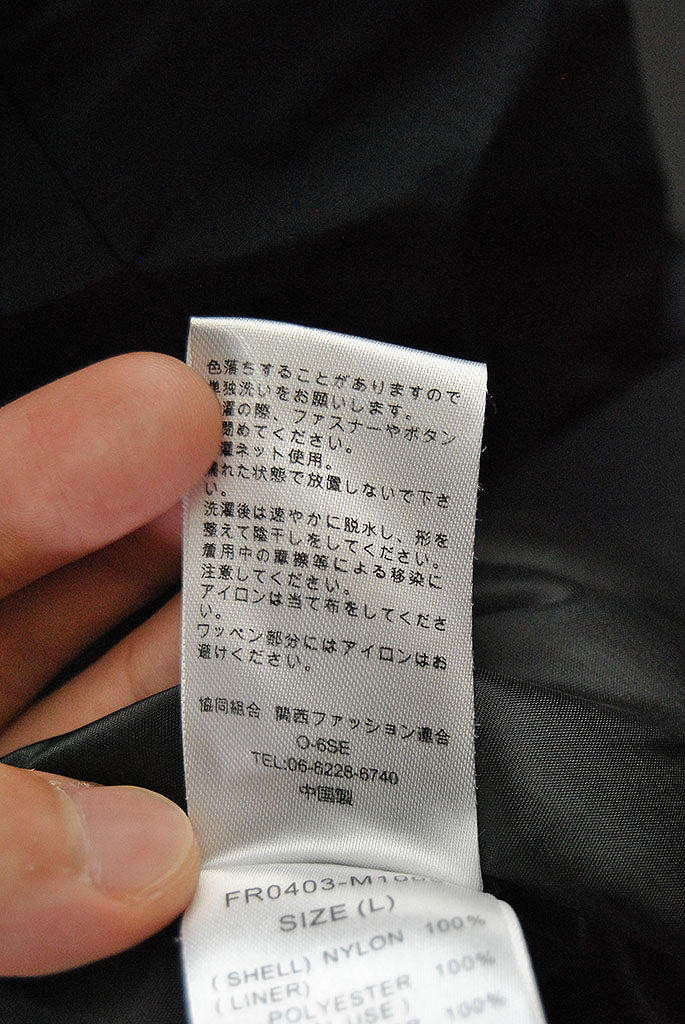 色落ちすることがありますので
単独洗いをお願いします。
濯の際、ファスナーやボタン
閉めてください。
濯ネット使用。
濡れた状態で放置しないで下さ
い。
洗濯後は速やかに脱水し、形を
整えて陰干しをしてください。
着用中の摩擦等による移染に
注意してください。
アイロンは当て布をしてくださ
い。
ワッペン部分にはアイロンはお
避けください。
協同組合 関西ファッション連合
O-6SE
TEL:06-6228-6740
中国製
FR0403-M1
SIZE (L)
(SHELL) NYLON 100%
(LINER)
POLYESTER 100%
USE) 100%